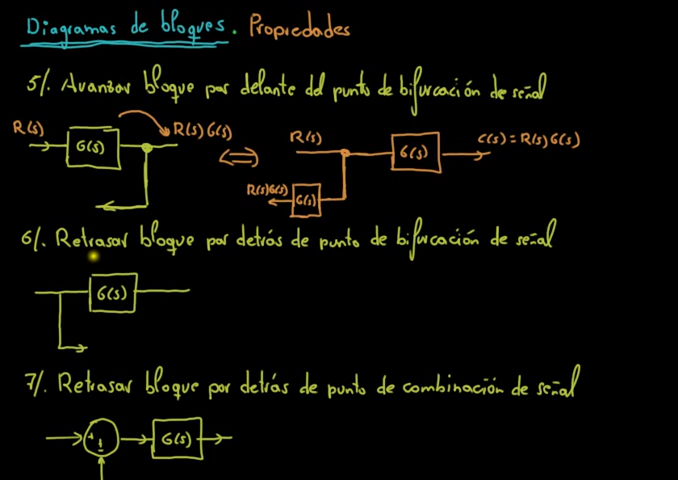 Diagramas de bloques. Propiedades
5/. Avanzar bloque por delante del punto de bifurcación de señal
R(s) G(s) R(s)G(s) R(s) G(s) C(s)=R(s)G(s)
R(s)G(s) G(s)
6/. Retrasar bloque por detrás de punto de bifurcación de señal
G(s)
7/. Retrasar bloque por detrás de punto de combinación de señal
+ G(s)